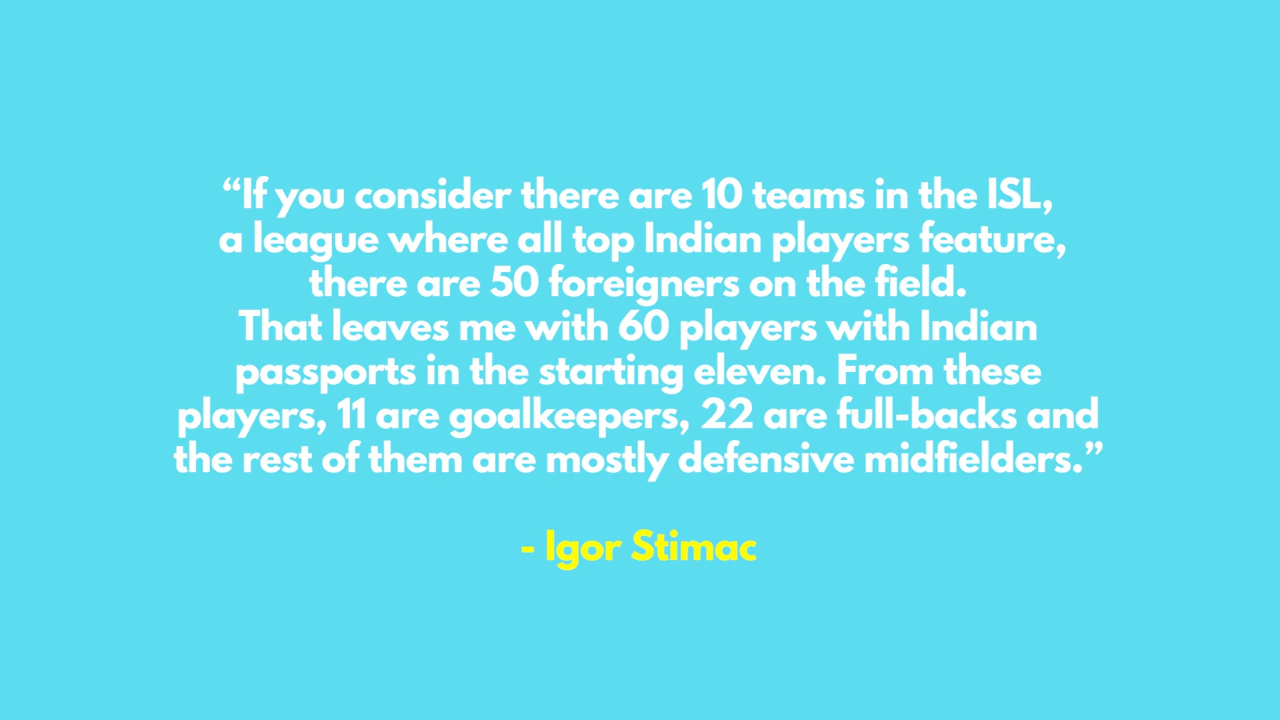 “If you consider there are 10 teams in the ISL,
a league where all top Indian players feature,
there are 50 foreigners on the field.
That leaves me with 60 players with Indian
passports in the starting eleven. From these
players, 11 are goalkeepers, 22 are full-backs and
the rest of them are mostly defensive midfielders.”
- Igor Stimac